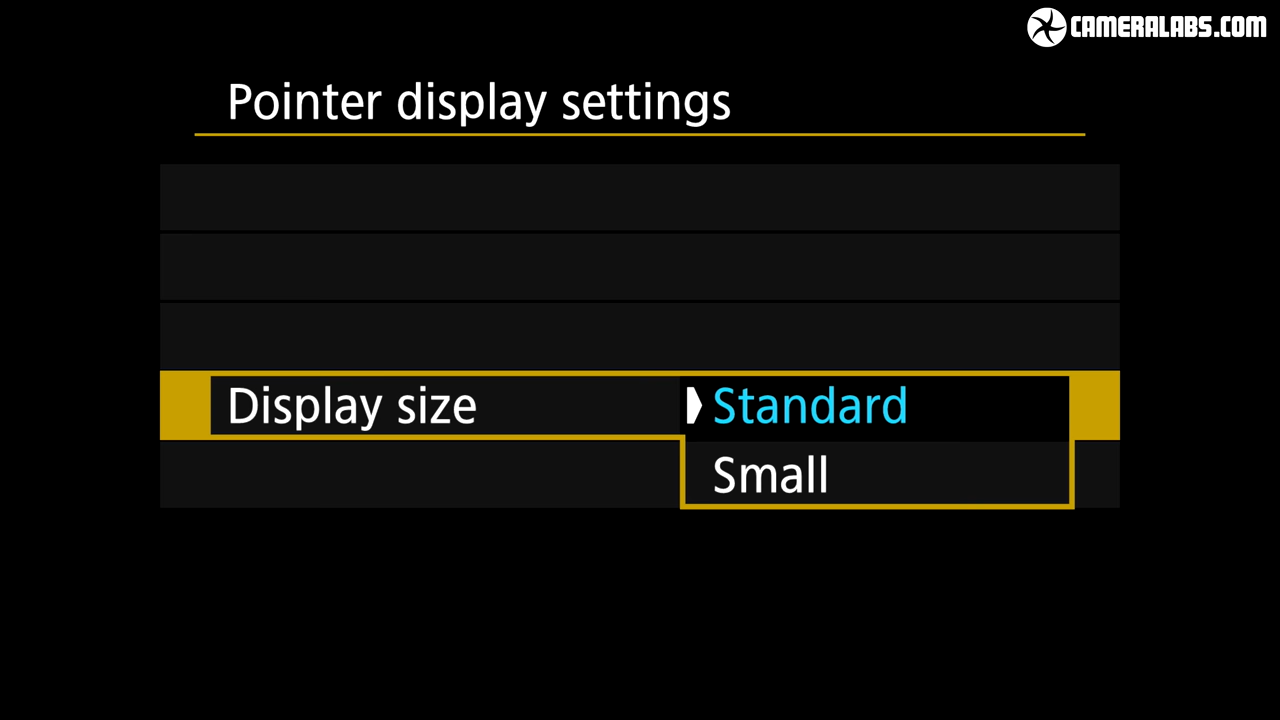 CAMERALABS.COM
Pointer display settings
Display size
Standard
Small